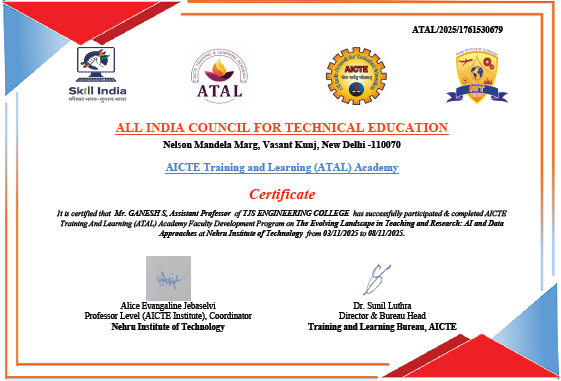 ATAL/2025/1761530679
Skill India
कौशल भारत-कुशल भारत
AICTE TRAINING & LEARNING ACADEMY
ATAL
AICTE
NIT
ALL INDIA COUNCIL FOR TECHNICAL EDUCATION
Nelson Mandela Marg, Vasant Kunj, New Delhi -110070
AICTE Training and Learning (ATAL) Academy
Certificate
It is certified that Mr. GANESH S, Assistant Professor of TJS ENGINEERING COLLEGE has successfully participated & completed AICTE
Training And Learning (ATAL) Academy Faculty Development Program on The Evolving Landscape in Teaching and Research: AI and Data
Approaches at Nehru Institute of Technology from 03/11/2025 to 08/11/2025.
Alice Evangaline Jebaselvi
Professor Level (AICTE Institute), Coordinator
Nehru Institute of Technology
Dr. Sunil Luthra
Director & Bureau Head
Training and Learning Bureau, AICTE